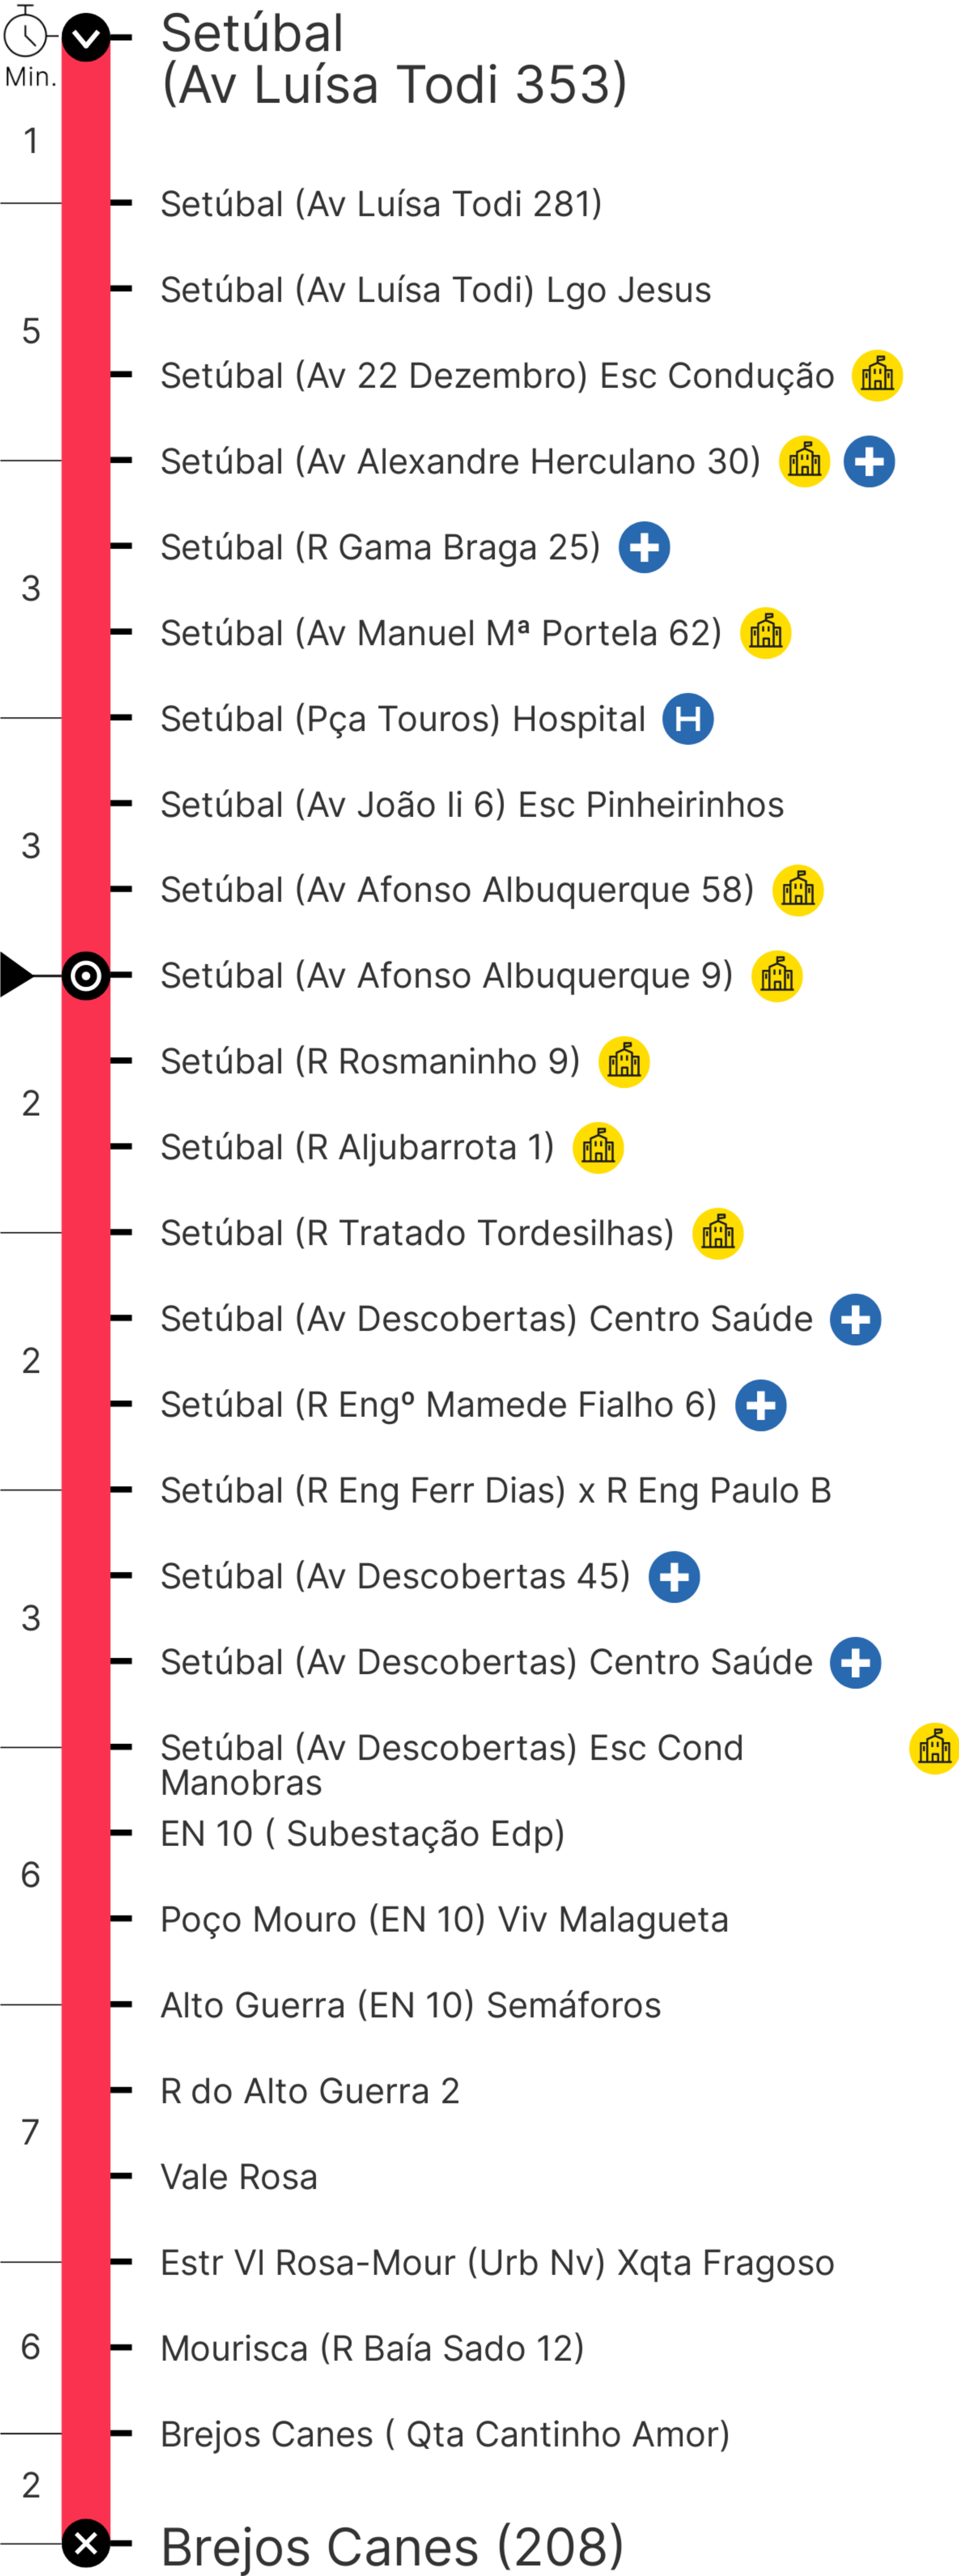 Setúbal
(Av Luísa Todi 353)
Min.
1
Setúbal (Av Luísa Todi 281)
Setúbal (Av Luísa Todi) Lgo Jesus
5
Setúbal (Av 22 Dezembro) Esc Condução
Setúbal (Av Alexandre Herculano 30)
Setúbal (R Gama Braga 25)
3
Setúbal (Av Manuel Mª Portela 62)
Setúbal (Pça Touros) Hospital H
Setúbal (Av João Ii 6) Esc Pinheirinhos
3
Setúbal (Av Afonso Albuquerque 58)
Setúbal (Av Afonso Albuquerque 9)
Setúbal (R Rosmaninho 9)
2
Setúbal (R Aljubarrota 1)
Setúbal (R Tratado Tordesilhas)
Setúbal (Av Descobertas) Centro Saúde
2
Setúbal (R Engº Mamede Fialho 6)
Setúbal (R Eng Ferr Dias) x R Eng Paulo B
Setúbal (Av Descobertas 45)
3
Setúbal (Av Descobertas) Centro Saúde
Setúbal (Av Descobertas) Esc Cond
Manobras
EN 10 ( Subestação Edp)
6
Poço Mouro (EN 10) Viv Malagueta
Alto Guerra (EN 10) Semáforos
R do Alto Guerra 2
7
Vale Rosa
Estr Vl Rosa-Mour (Urb Nv) Xqta Fragoso
6
Mourisca (R Baía Sado 12)
Brejos Canes ( Qta Cantinho Amor)
2
Brejos Canes (208)